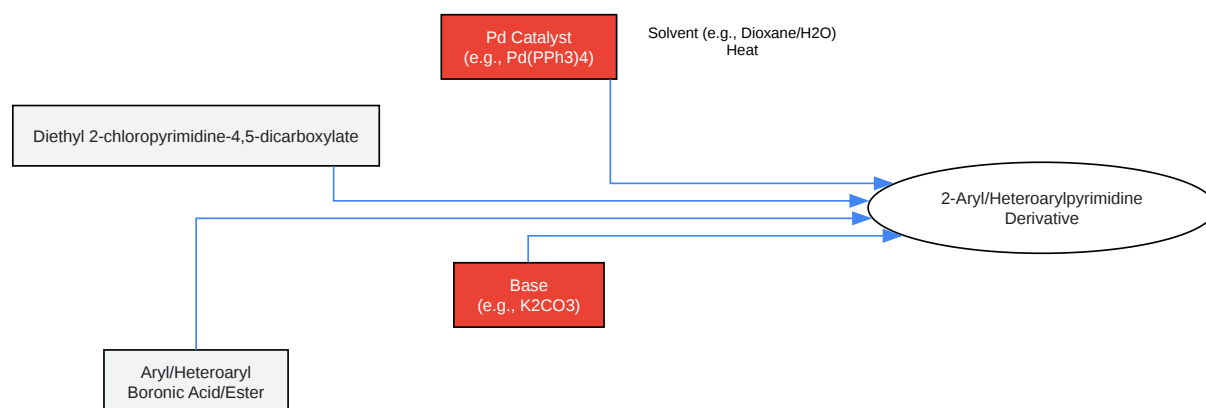 Pd Catalyst
(e.g., Pd(PPh3)4)
Solvent (e.g., Dioxane/H2O)
Heat
Diethyl 2-chloropyrimidine-4,5-dicarboxylate
2-Aryl/Heteroarylpyrimidine
Derivative
Base
(e.g., K2CO3)
Aryl/Heteroaryl
Boronic Acid/Ester